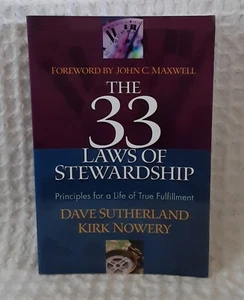 FOREWORD BY JOHN C. MAXWELL
THE
33
LAWS OF
STEWARDSHIP
Principles for a Life of True Fulfillment
DAVE SUTHERLAND
KIRK NOWERY